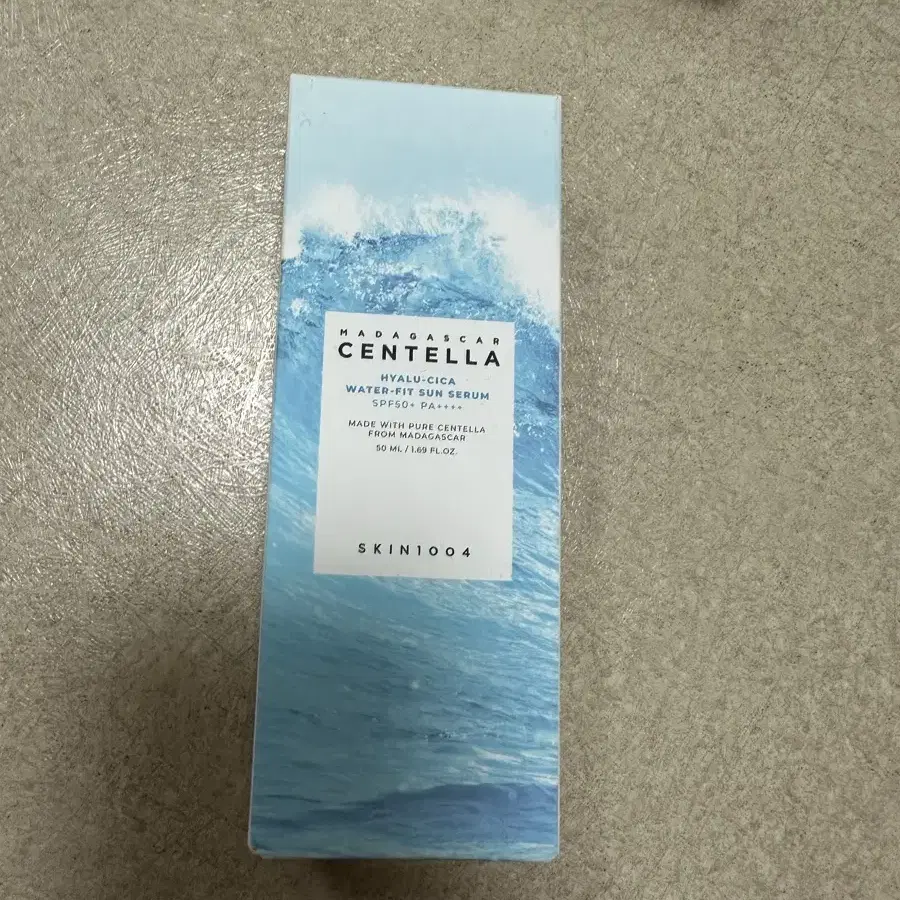 MADAGASCAR
CENTELLA
HYALU-CICA
WATER-FIT SUN SERUM
SPF50+ PA++++
MADE WITH PURE CENTELLA
FROM MADAGASCAR
50 ML / 1.69 FL.OZ.
SKIN1004